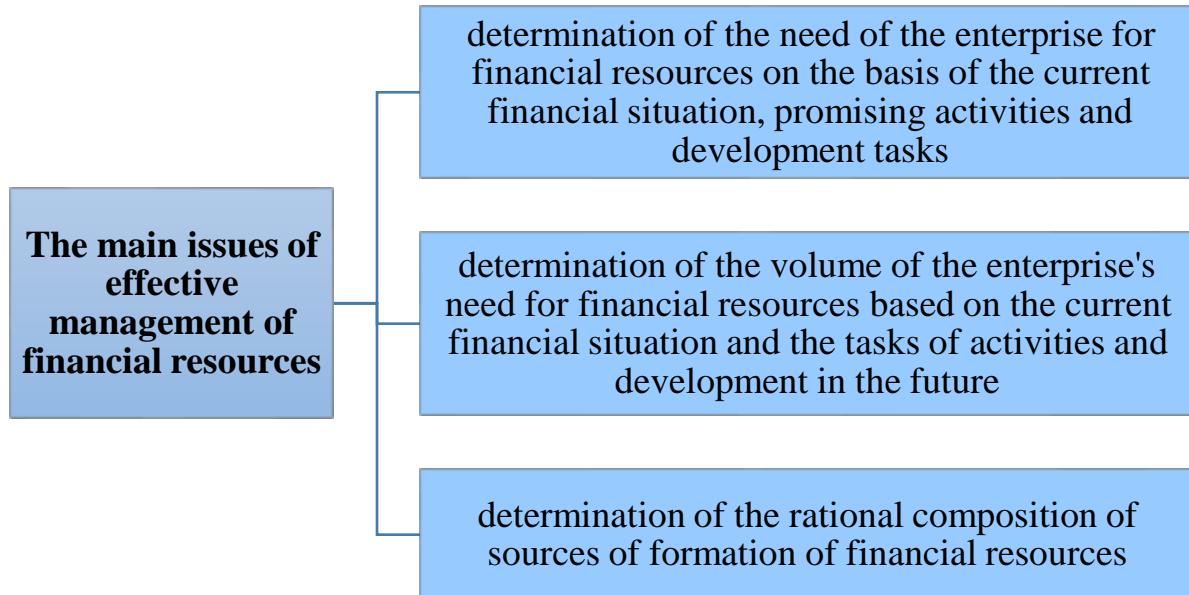 The main issues of
effective
management of
financial resources
determination of the need of the enterprise for
financial resources on the basis of the current
financial situation, promising activities and
development tasks
determination of the volume of the enterprise's
need for financial resources based on the current
financial situation and the tasks of activities and
development in the future
determination of the rational composition of
sources of formation of financial resources